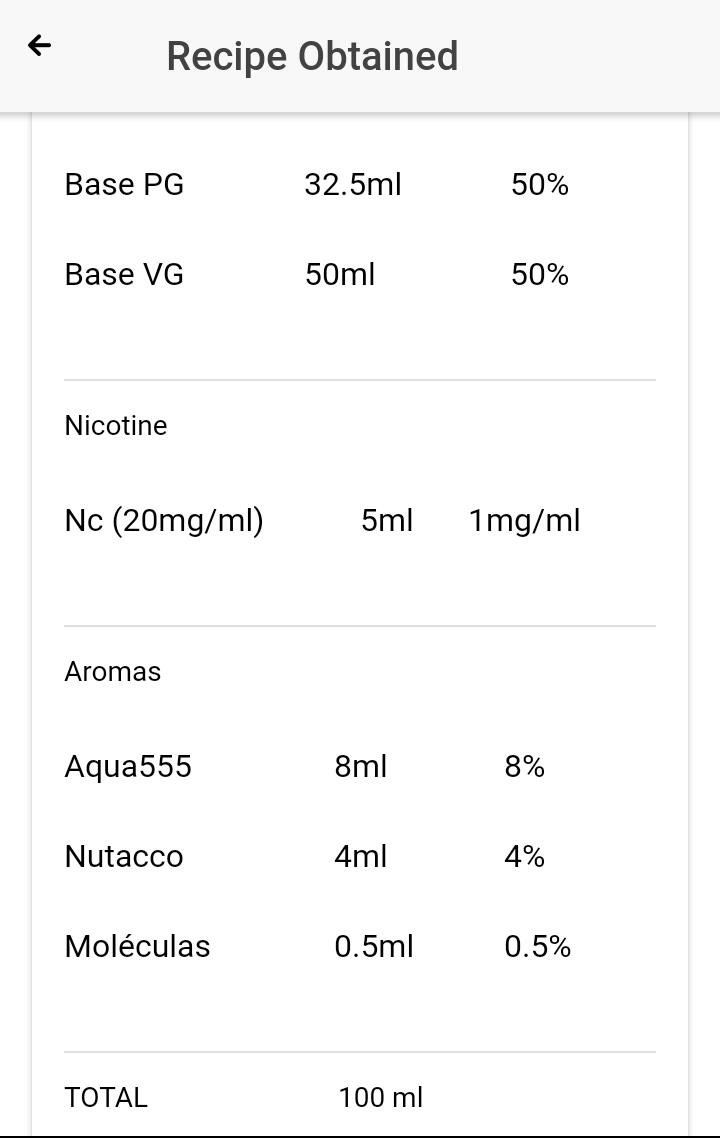 Recipe Obtained
Base PG 32.5ml 50%
Base VG 50ml 50%
Nicotine
Nc (20mg/ml) 5ml 1mg/ml
Aromas
Aqua555 8ml 8%
Nutacco 4ml 4%
Moléculas 0.5ml 0.5%
TOTAL 100 ml